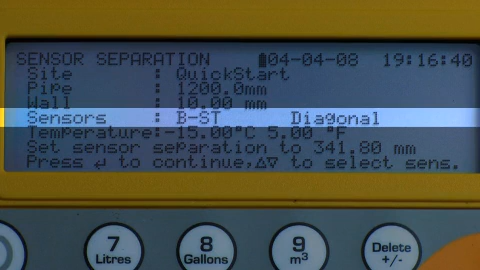 SENSOR SEPARATION 04-04-08 19:16:40
Site : QuickStart
Pipe : 1200.0mm
Wall : 10.00 mm
Sensors : B-ST Diagonal
Temperature:-15.00°C 5.00 °F
Set sensor separation to 341.80 mm
Press ↵ to continue,△▽ to select sens.
7 Litres
8 Gallons
9 m³
Delete +/-